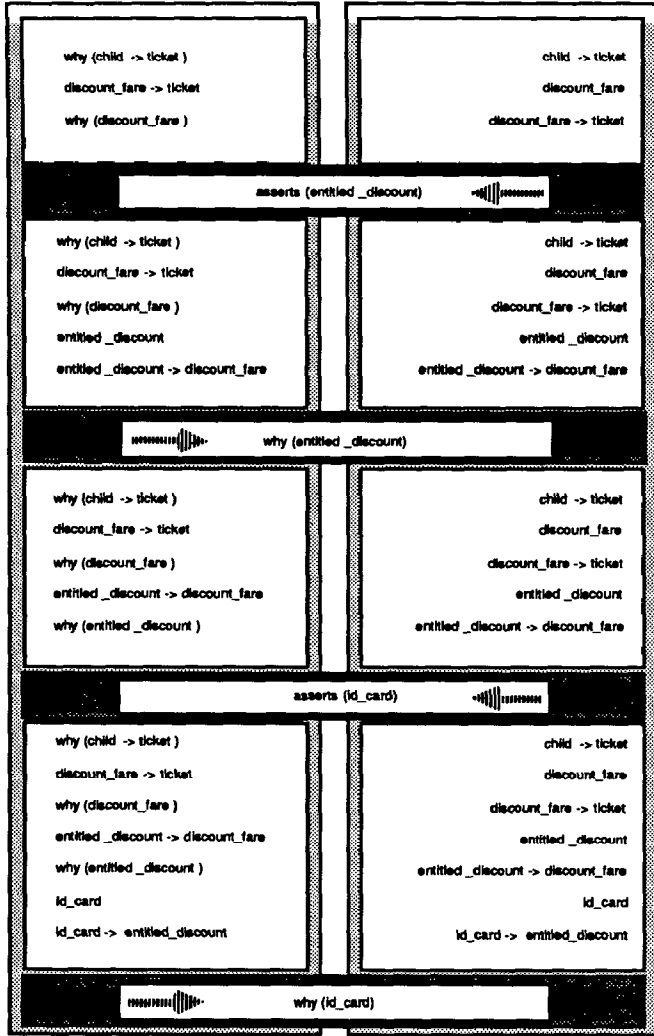 why (child -> ticket )
discount_fare -> ticket
why (discount_fare )
child -> ticket
discount_fare
discount_fare -> ticket
asserts (entitled _discount)
why (child -> ticket )
discount_fare -> ticket
why (discount_fare )
entitled _discount
entitled _discount -> discount_fare
child -> ticket
discount_fare
discount_fare -> ticket
entitled _discount
entitled _discount -> discount_fare
why (entitled _discount)
why (child -> ticket )
discount_fare -> ticket
why (discount_fare )
entitled _discount -> discount_fare
why (entitled _discount )
child -> ticket
discount_fare
discount_fare -> ticket
entitled _discount
entitled _discount -> discount_fare
asserts (id_card)
why (child -> ticket )
discount_fare -> ticket
why (discount_fare )
entitled _discount -> discount_fare
why (entitled _discount )
id_card
id_card -> entitled_discount
child -> ticket
discount_fare
discount_fare -> ticket
entitled _discount
entitled _discount -> discount_fare
id_card
id_card -> entitled_discount
why (id_card)